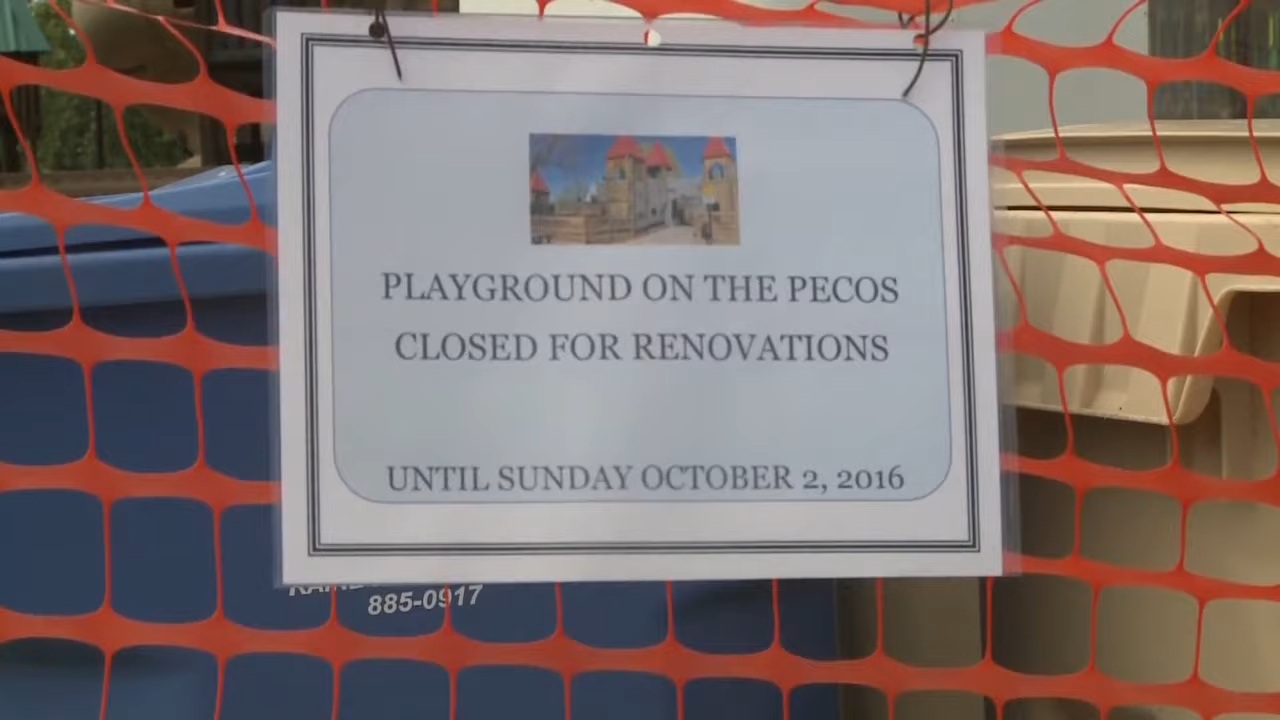 PLAYGROUND ON THE PECOS
CLOSED FOR RENOVATIONS
UNTIL SUNDAY OCTOBER 2, 2016
885-0917